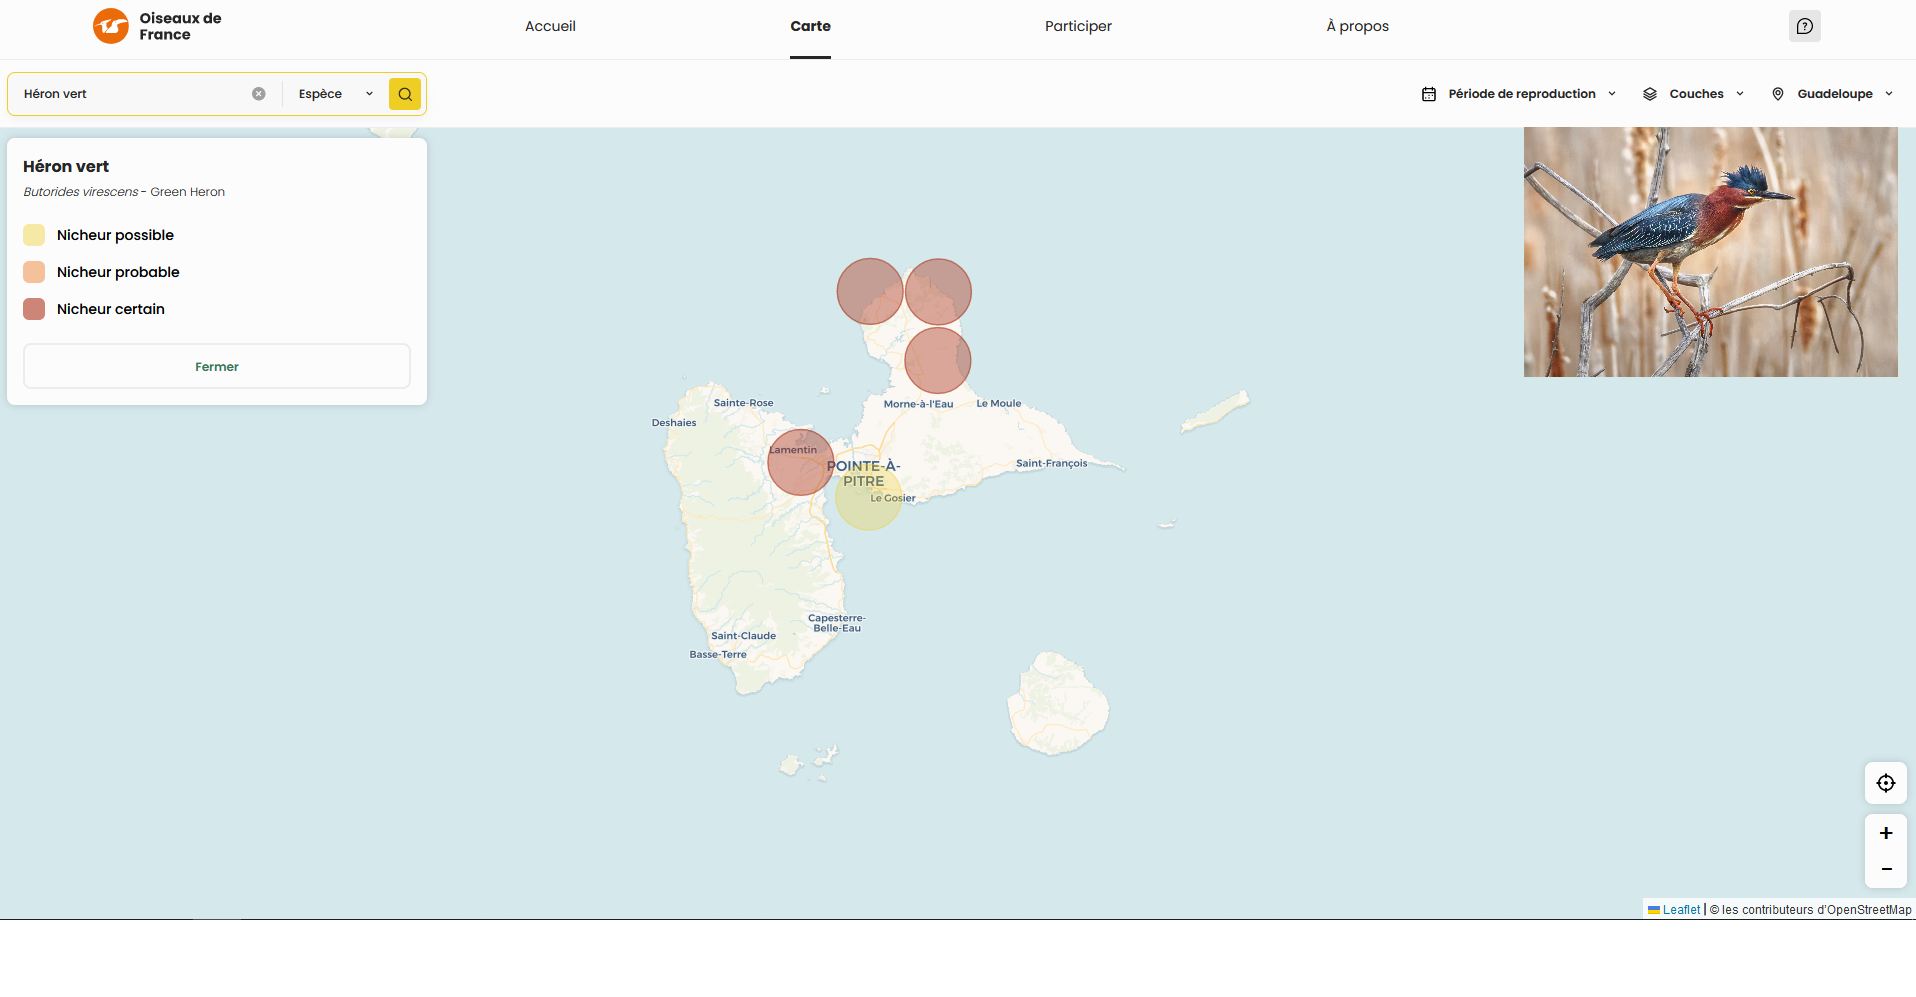 Oiseaux de
France
Accueil
Carte
Participer
À propos
Héron vert
Espèce
Période de reproduction
Couches
Guadeloupe
Héron vert
Butorides virescens - Green Heron
Nicheur possible
Nicheur probable
Nicheur certain
Fermer
Sainte-Rose
Morne-à-l'Eau
Le Moule
Deshaies
Lamentin
POINTE-À-
PITRE
Saint-François
Le Gosier
Capesterre-
Belle-Eau
Saint-Claude
Basse-Terre
+
−
Leaflet | © les contributeurs d'OpenStreetMap